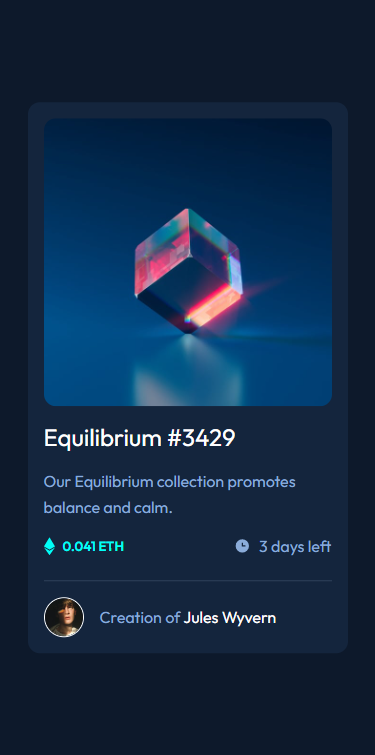 Equilibrium #3429
Our Equilibrium collection promotes
balance and calm.
0.041 ETH
3 days left
Creation of Jules Wyvern